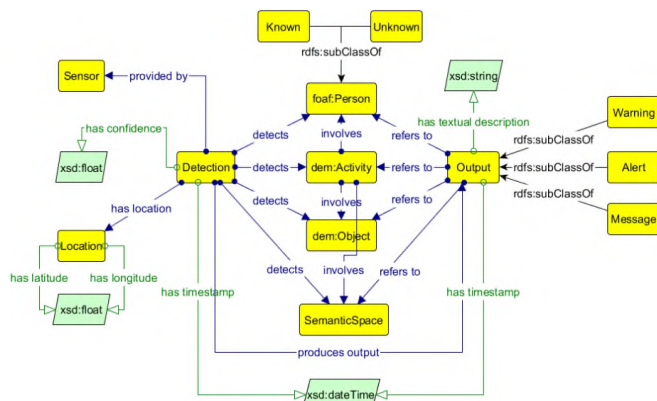 Known
Unknown
rdfs:subClassOf
Sensor
provided by
foaf:Person
xsd:string
has confidence
detects
involves
refers to
has textual description
Warning
rdfs:subClassOf
xsd:float
Detection
detects
dem:Activity
refers to
Output
rdfs:subClassOf
Alert
has location
detects
involves
refers to
rdfs:subClassOf
Message
Location
dem:Object
has latitude
has longitude
detects
involves
refers to
xsd:float
has timestamp
has timestamp
SemanticSpace
produces output
xsd:dateTime